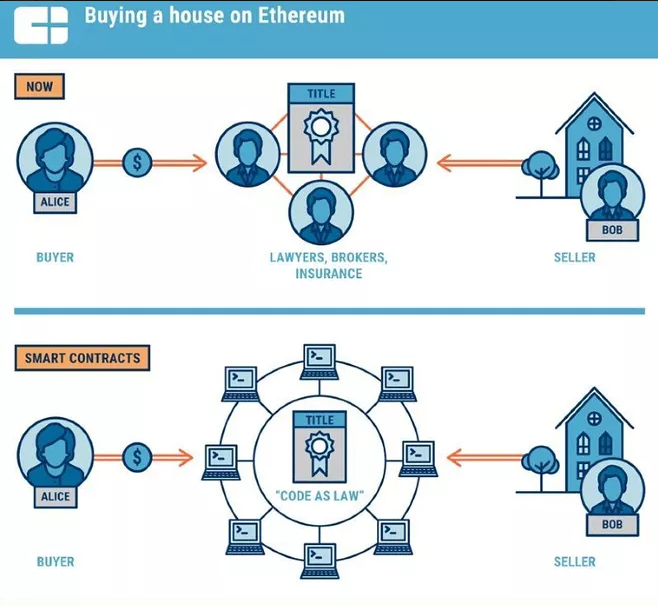 Buying a house on Ethereum
NOW
TITLE
$
ALICE
BOB
BUYER
LAWYERS, BROKERS,
INSURANCE
SELLER
SMART CONTRACTS
TITLE
$
"CODE AS LAW"
ALICE
BOB
BUYER
SELLER